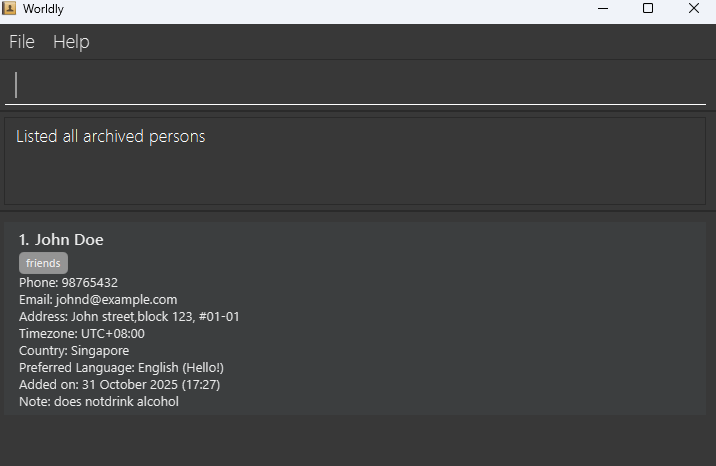 Worldly
File Help
Listed all archived persons
1. John Doe
friends
Phone: 98765432
Email: johnd@example.com
Address: John street,block 123, #01-01
Timezone: UTC+08:00
Country: Singapore
Preferred Language: English (Hello!)
Added on: 31 October 2025 (17:27)
Note: does notdrink alcohol